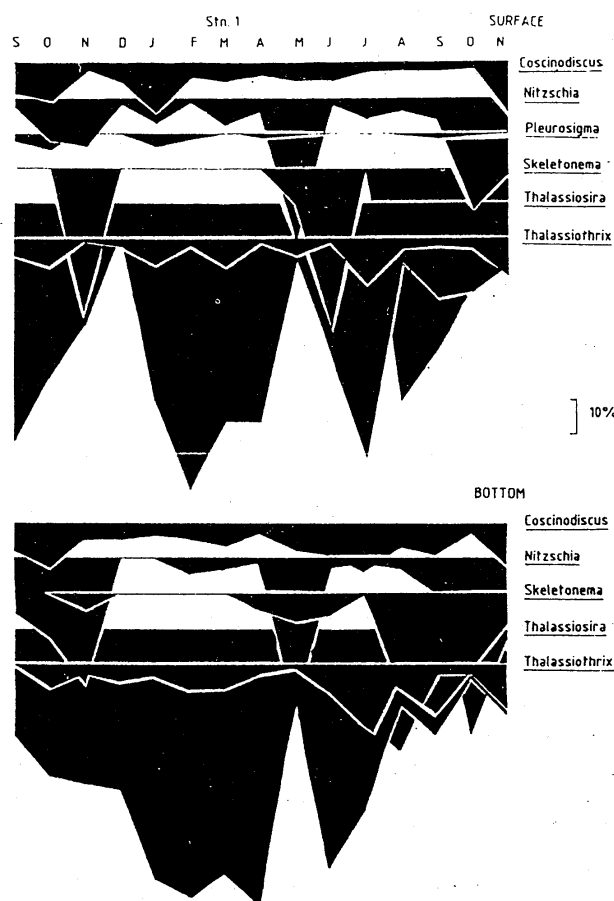 Stn. 1 SURFACE
S O N D J F M A M J J A S O N
Coscinodiscus
Nitzschia
Pleurosigma
Skeletonema
Thalassiosira
Thalassiothrix
10%
BOTTOM
Coscinodiscus
Nitzschia
Skeletonema
Thalassiosira
Thalassiothrix